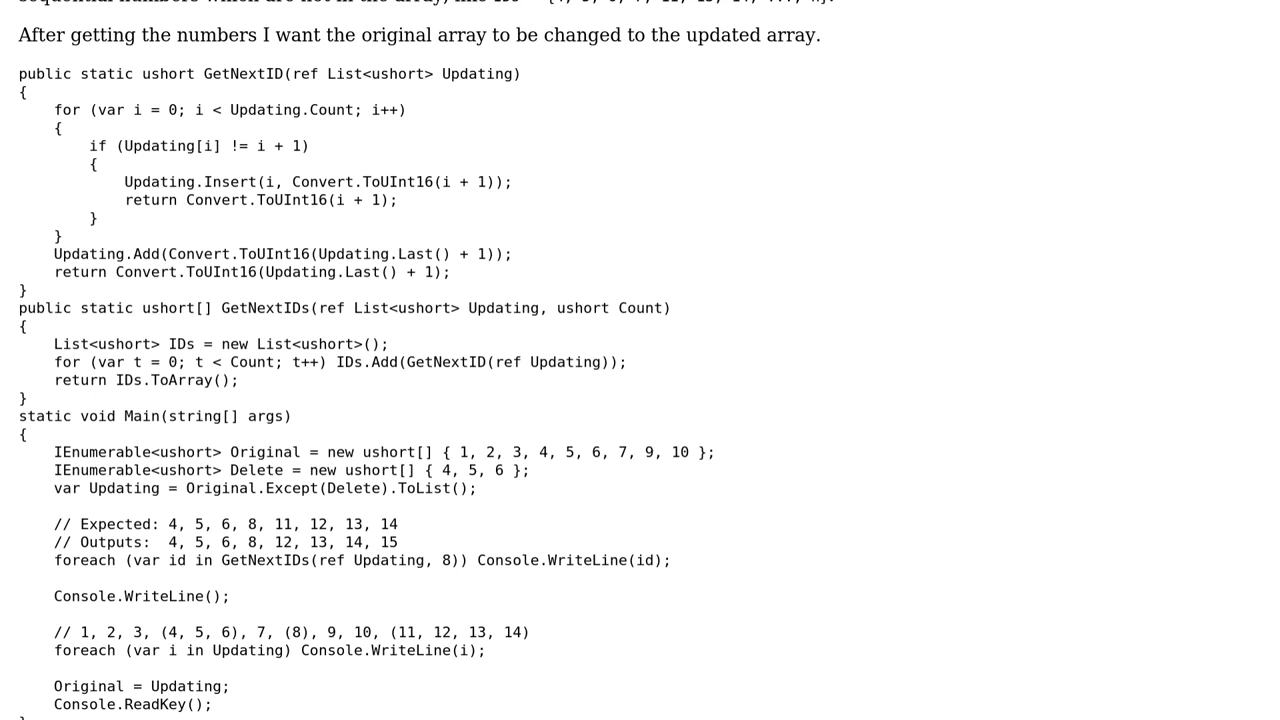 After getting the numbers I want the original array to be changed to the updated array.
public static ushort GetNextID(ref List<ushort> Updating)
{
    for (var i = 0; i < Updating.Count; i++)
    {
        if (Updating[i] != i + 1)
        {
            Updating.Insert(i, Convert.ToUInt16(i + 1));
            return Convert.ToUInt16(i + 1);
        }
    }
    Updating.Add(Convert.ToUInt16(Updating.Last() + 1));
    return Convert.ToUInt16(Updating.Last() + 1);
}
public static ushort[] GetNextIDs(ref List<ushort> Updating, ushort Count)
{
    List<ushort> IDs = new List<ushort>();
    for (var t = 0; t < Count; t++) IDs.Add(GetNextID(ref Updating));
    return IDs.ToArray();
}
static void Main(string[] args)
{
    IEnumerable<ushort> Original = new ushort[] { 1, 2, 3, 4, 5, 6, 7, 9, 10 };
    IEnumerable<ushort> Delete = new ushort[] { 4, 5, 6 };
    var Updating = Original.Except(Delete).ToList();

    // Expected: 4, 5, 6, 8, 11, 12, 13, 14
    // Outputs:  4, 5, 6, 8, 12, 13, 14, 15
    foreach (var id in GetNextIDs(ref Updating, 8)) Console.WriteLine(id);

    Console.WriteLine();

    // 1, 2, 3, (4, 5, 6), 7, (8), 9, 10, (11, 12, 13, 14)
    foreach (var i in Updating) Console.WriteLine(i);

    Original = Updating;
    Console.ReadKey();